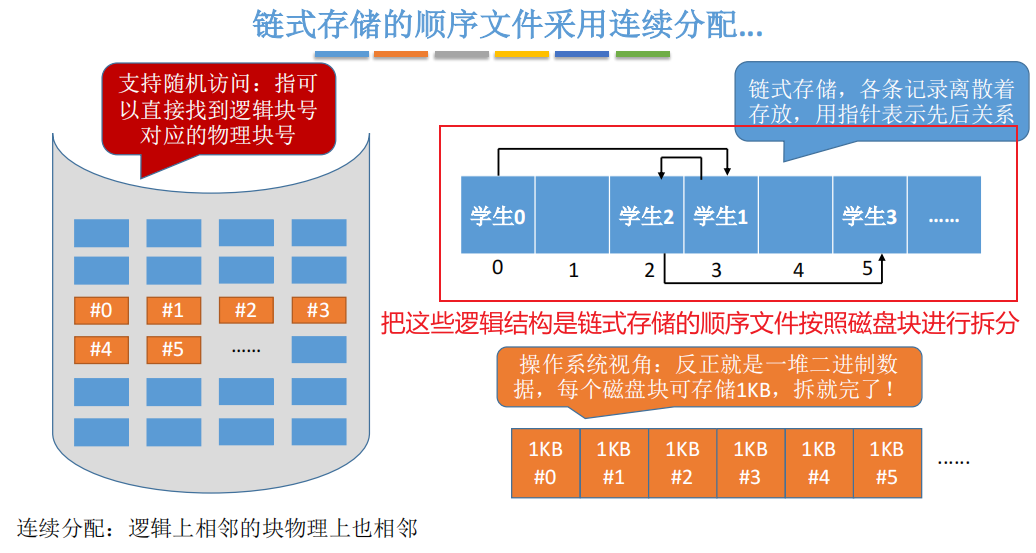 链式存储的顺序文件采用连续分配...
支持随机访问：指可
以直接找到逻辑块号
对应的物理块号
链式存储，各条记录离散着
存放，用指针表示先后关系
学生0 学生2 学生1 学生3 ……
0 1 2 3 4 5
#0 #1 #2 #3
#4 #5 ……
把这些逻辑结构是链式存储的顺序文件按照磁盘块进行拆分
操作系统视角：反正就是一堆二进制数
据，每个磁盘块可存储1KB，拆就完了！
1KB 1KB 1KB 1KB 1KB 1KB
#0 #1 #2 #3 #4 #5 ……
连续分配：逻辑上相邻的块物理上也相邻